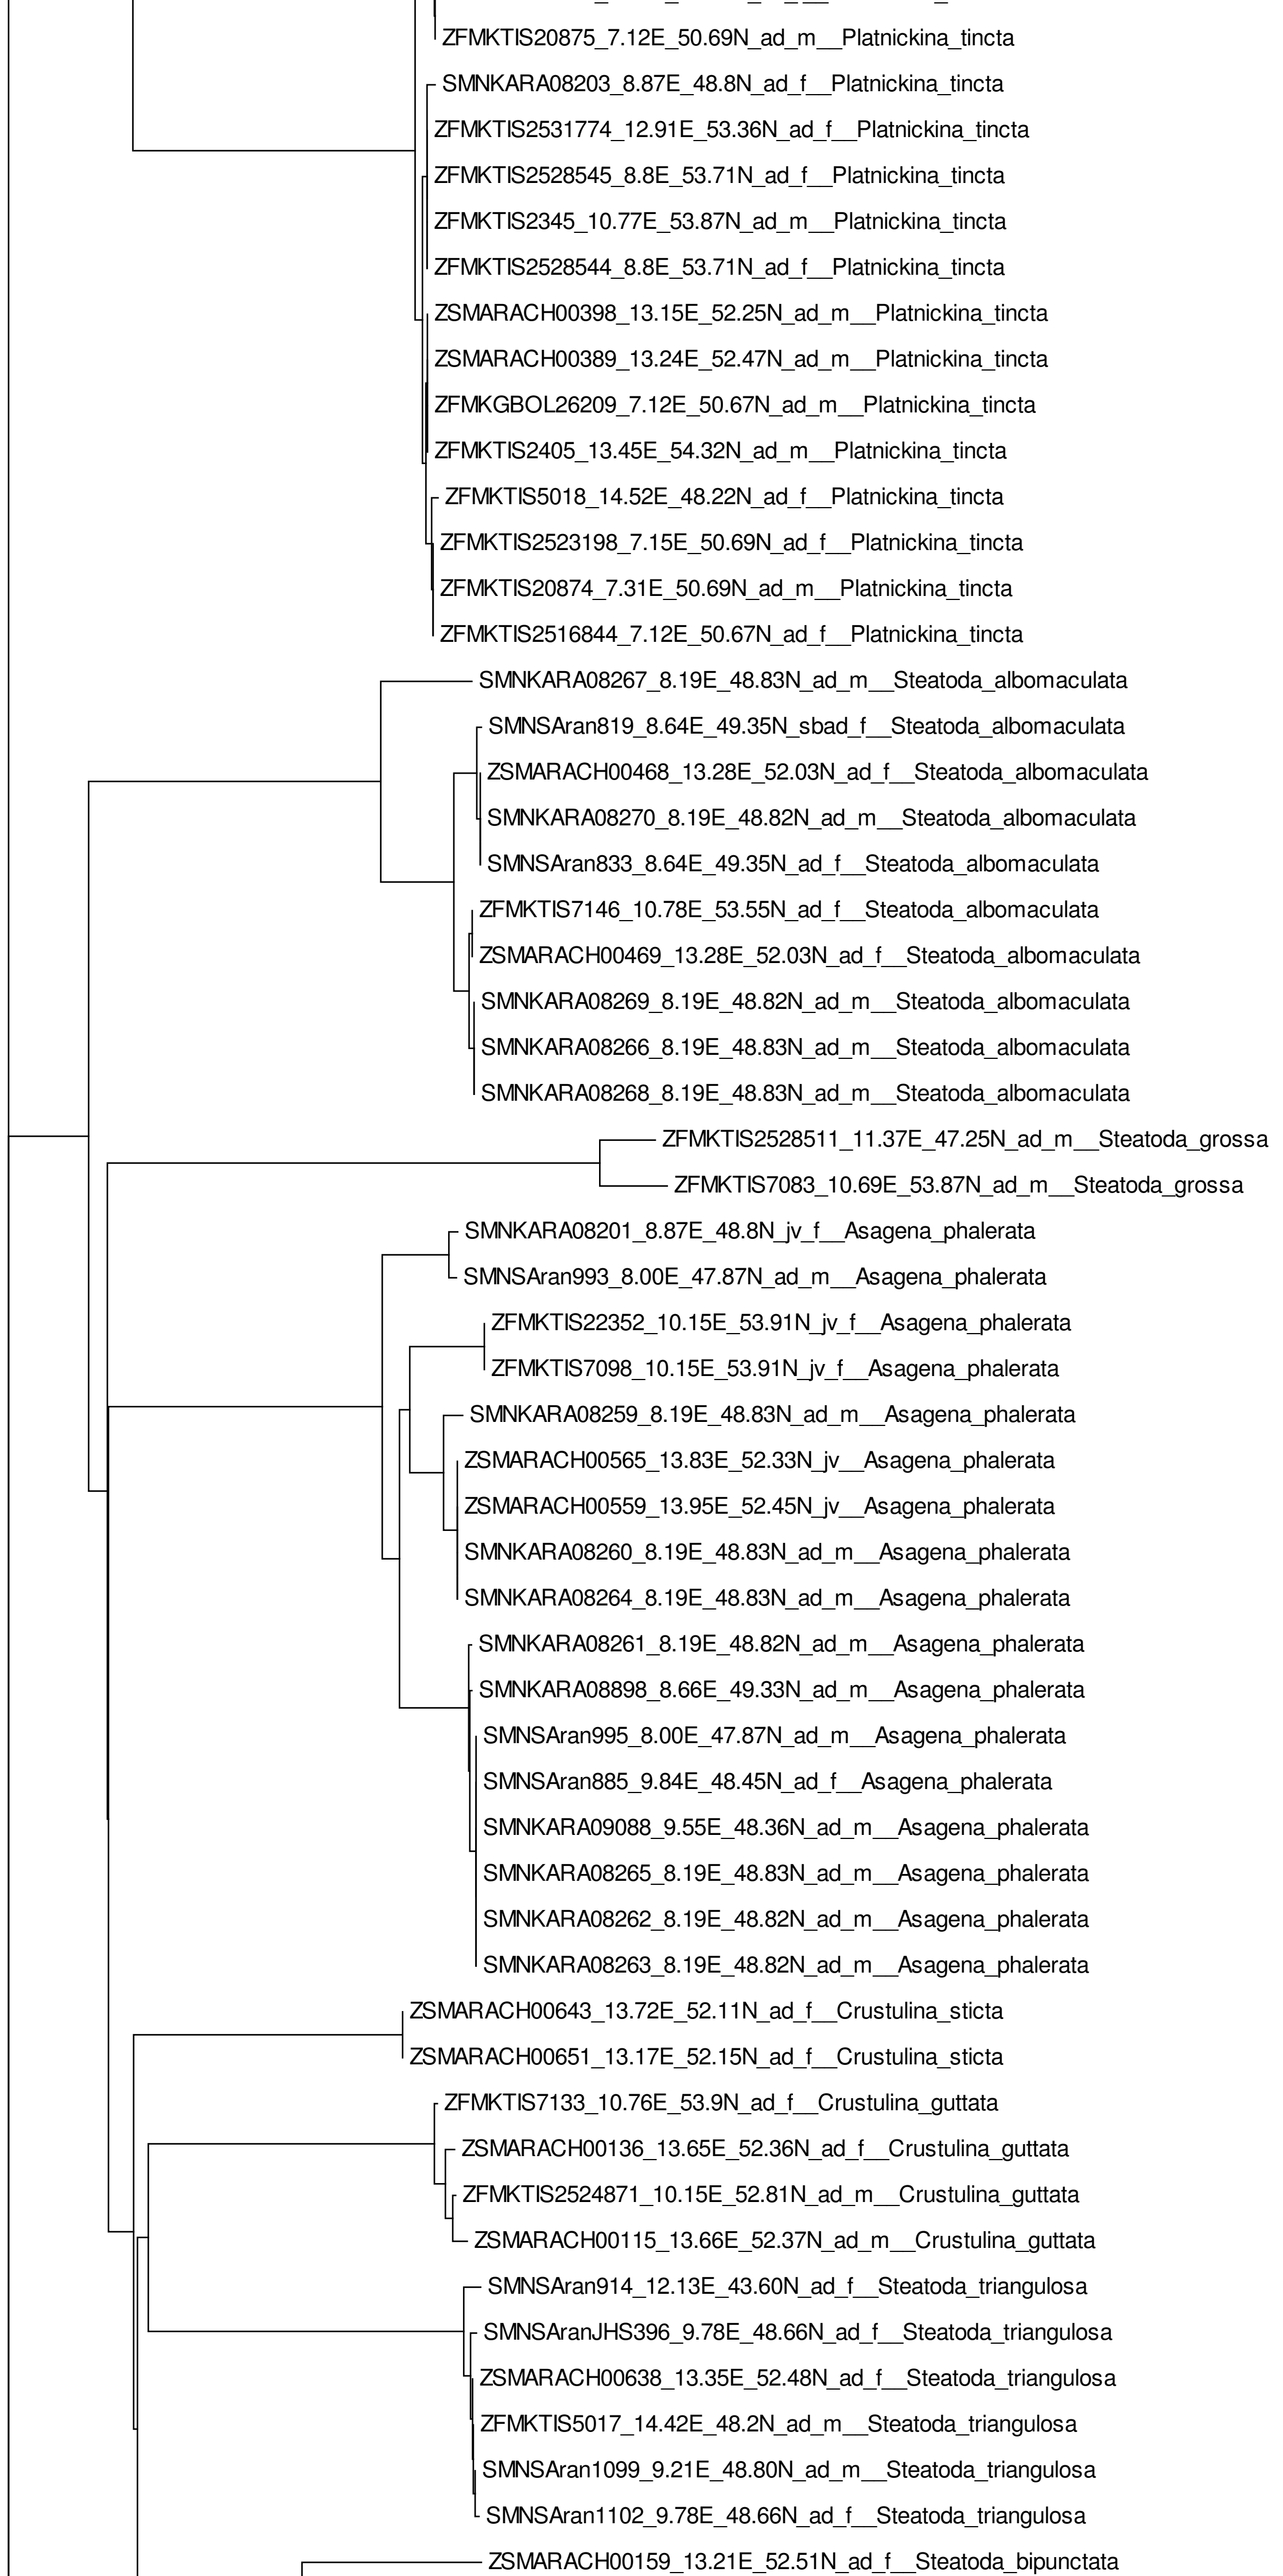 ZFMKTIS20875_7.12E_50.69N_ad_m__Platnickina_tincta
SMNKARA08203_8.87E_48.8N_ad_f__Platnickina_tincta
ZFMKTIS2531774_12.91E_53.36N_ad_f__Platnickina_tincta
ZFMKTIS2528545_8.8E_53.71N_ad_f__Platnickina_tincta
ZFMKTIS2345_10.77E_53.87N_ad_m__Platnickina_tincta
ZFMKTIS2528544_8.8E_53.71N_ad_f__Platnickina_tincta
ZSMARACH00398_13.15E_52.25N_ad_m__Platnickina_tincta
ZSMARACH00389_13.24E_52.47N_ad_m__Platnickina_tincta
ZFMKGBOL26209_7.12E_50.67N_ad_m__Platnickina_tincta
ZFMKTIS2405_13.45E_54.32N_ad_m__Platnickina_tincta
ZFMKTIS5018_14.52E_48.22N_ad_f__Platnickina_tincta
ZFMKTIS2523198_7.15E_50.69N_ad_f__Platnickina_tincta
ZFMKTIS20874_7.31E_50.69N_ad_m__Platnickina_tincta
ZFMKTIS2516844_7.12E_50.67N_ad_f__Platnickina_tincta
SMNKARA08267_8.19E_48.83N_ad_m__Steatoda_albomaculata
SMNSAran819_8.64E_49.35N_sbad_f__Steatoda_albomaculata
ZSMARACH00468_13.28E_52.03N_ad_f__Steatoda_albomaculata
SMNKARA08270_8.19E_48.82N_ad_m__Steatoda_albomaculata
SMNSAran833_8.64E_49.35N_ad_f__Steatoda_albomaculata
ZFMKTIS7146_10.78E_53.55N_ad_f__Steatoda_albomaculata
ZSMARACH00469_13.28E_52.03N_ad_f__Steatoda_albomaculata
SMNKARA08269_8.19E_48.82N_ad_m__Steatoda_albomaculata
SMNKARA08266_8.19E_48.83N_ad_m__Steatoda_albomaculata
SMNKARA08268_8.19E_48.83N_ad_m__Steatoda_albomaculata
ZFMKTIS2528511_11.37E_47.25N_ad_m__Steatoda_grossa
ZFMKTIS7083_10.69E_53.87N_ad_m__Steatoda_grossa
SMNKARA08201_8.87E_48.8N_jv_f__Asagena_phalerata
SMNSAran993_8.00E_47.87N_ad_m__Asagena_phalerata
ZFMKTIS22352_10.15E_53.91N_jv_f__Asagena_phalerata
ZFMKTIS7098_10.15E_53.91N_jv_f__Asagena_phalerata
SMNKARA08259_8.19E_48.83N_ad_m__Asagena_phalerata
ZSMARACH00565_13.83E_52.33N_jv__Asagena_phalerata
ZSMARACH00559_13.95E_52.45N_jv__Asagena_phalerata
SMNKARA08260_8.19E_48.83N_ad_m__Asagena_phalerata
SMNKARA08264_8.19E_48.83N_ad_m__Asagena_phalerata
SMNKARA08261_8.19E_48.82N_ad_m__Asagena_phalerata
SMNKARA08898_8.66E_49.33N_ad_m__Asagena_phalerata
SMNSAran995_8.00E_47.87N_ad_m__Asagena_phalerata
SMNSAran885_9.84E_48.45N_ad_f__Asagena_phalerata
SMNKARA09088_9.55E_48.36N_ad_m__Asagena_phalerata
SMNKARA08265_8.19E_48.83N_ad_m__Asagena_phalerata
SMNKARA08262_8.19E_48.82N_ad_m__Asagena_phalerata
SMNKARA08263_8.19E_48.82N_ad_m__Asagena_phalerata
ZSMARACH00643_13.72E_52.11N_ad_f__Crustulina_sticta
ZSMARACH00651_13.17E_52.15N_ad_f__Crustulina_sticta
ZFMKTIS7133_10.76E_53.9N_ad_f__Crustulina_guttata
ZSMARACH00136_13.65E_52.36N_ad_f__Crustulina_guttata
ZFMKTIS2524871_10.15E_52.81N_ad_m__Crustulina_guttata
ZSMARACH00115_13.66E_52.37N_ad_m__Crustulina_guttata
SMNSAran914_12.13E_43.60N_ad_f__Steatoda_triangulosa
SMNSAranJHS396_9.78E_48.66N_ad_f__Steatoda_triangulosa
ZSMARACH00638_13.35E_52.48N_ad_f__Steatoda_triangulosa
ZFMKTIS5017_14.42E_48.2N_ad_m__Steatoda_triangulosa
SMNSAran1099_9.21E_48.80N_ad_m__Steatoda_triangulosa
SMNSAran1102_9.78E_48.66N_ad_f__Steatoda_triangulosa
ZSMARACH00159_13.21E_52.51N_ad_f__Steatoda_bipunctata